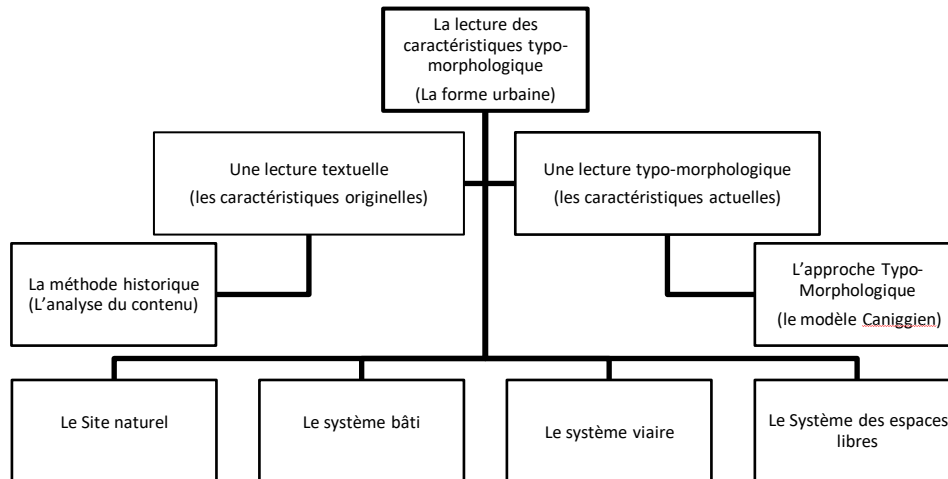 La lecture des
caractéristiques typo-
morphologique
(La forme urbaine)
Une lecture textuelle
(les caractéristiques originelles)
Une lecture typo-morphologique
(les caractéristiques actuelles)
La méthode historique
(L'analyse du contenu)
L'approche Typo-
Morphologique
(le modèle Caniggien)
Le Site naturel
Le système bâti
Le système viaire
Le Système des espaces
libres